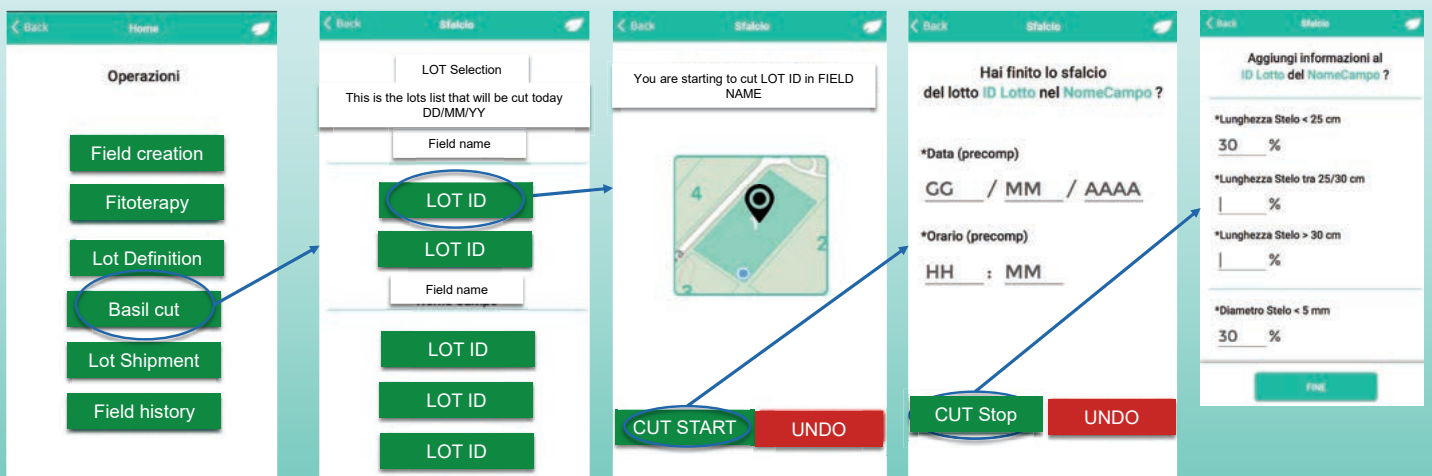 Back Home
Operazioni
Field creation
Fitoterapy
Lot Definition
Basil cut
Lot Shipment
Field history
Back Sfalcio
LOT Selection
This is the lots list that will be cut today
DD/MM/YY
Field name
LOT ID
LOT ID
Field name
LOT ID
LOT ID
LOT ID
Back Sfalcio
You are starting to cut LOT ID in FIELD
NAME
4
2
3
CUT START UNDO
Back Sfalcio
Hai finito lo sfalcio
del lotto ID Lotto nel NomeCampo ?
*Data (precomp)
GG / MM / AAAA
*Orario (precomp)
HH : MM
CUT Stop UNDO
Back Sfalcio
Aggiungi informazioni al
ID Lotto del NomeCampo ?
*Lunghezza Stelo < 25 cm
30 %
*Lunghezza Stelo tra 25/30 cm
%
*Lunghezza Stelo > 30 cm
%
*Diametro Stelo < 5 mm
30 %
FINE